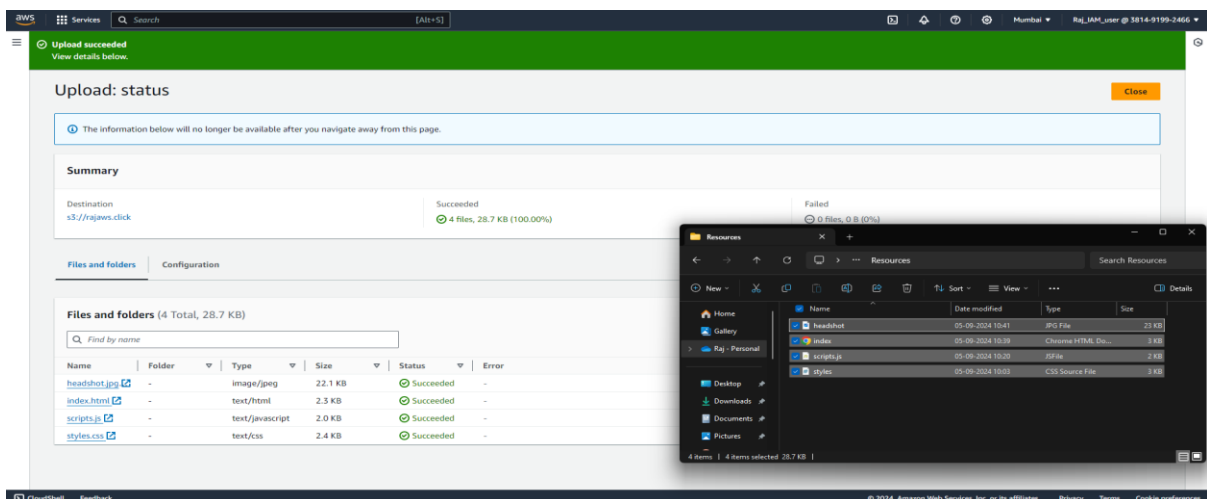 aws Services Search [Alt+S] Mumbai Raj_IAM_user @ 3814-9199-2466
Upload succeeded
View details below.
Upload: status Close
The information below will no longer be available after you navigate away from this page.
Summary
Destination Succeeded Failed
s3://rajaws.click 4 files, 28.7 KB (100.00%) 0 files, 0 B (0%)
Files and folders Configuration
Files and folders (4 Total, 28.7 KB)
Find by name
Name Folder Type Size Status Error
headshot.jpg - image/jpeg 22.1 KB Succeeded -
index.html - text/html 2.3 KB Succeeded -
scripts.js - text/javascript 2.0 KB Succeeded -
styles.css - text/css 2.4 KB Succeeded -
Resources
... Resources Search Resources
New Sort View ... Details
Home
Gallery
Raj - Personal
Desktop
Downloads
Documents
Pictures
Name Date modified Type Size
headshot 05-09-2024 10:41 JPG File 23 KB
index 05-09-2024 10:39 Chrome HTML Do... 3 KB
scripts.js 05-09-2024 10:20 JSFile 2 KB
styles 05-09-2024 10:03 CSS Source File 3 KB
4 items 4 items selected 28.7 KB
CloudShell Feedback © 2024, Amazon Web Services, Inc. or its affiliates. Privacy Terms Cookie preferences